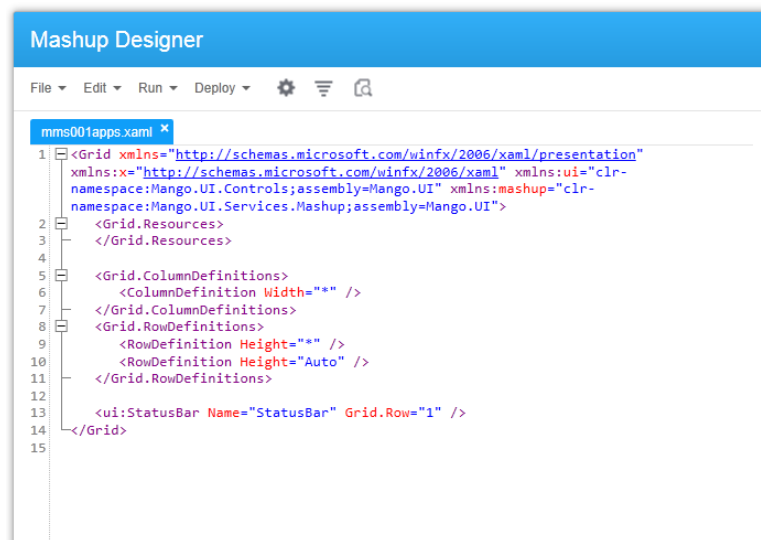 Mashup Designer
File Edit Run Deploy
mms001apps.xaml ×
1 <Grid xmlns="http://schemas.microsoft.com/winfx/2006/xaml/presentation"
xmlns:x="http://schemas.microsoft.com/winfx/2006/xaml" xmlns:ui="clr-
namespace:Mango.UI.Controls;assembly=Mango.UI" xmlns:mashup="clr-
namespace:Mango.UI.Services.Mashup;assembly=Mango.UI">
2 <Grid.Resources>
3 </Grid.Resources>
4
5 <Grid.ColumnDefinitions>
6 <ColumnDefinition Width="*" />
7 </Grid.ColumnDefinitions>
8 <Grid.RowDefinitions>
9 <RowDefinition Height="*" />
10 <RowDefinition Height="Auto" />
11 </Grid.RowDefinitions>
12
13 <ui:StatusBar Name="StatusBar" Grid.Row="1" />
14 </Grid>
15